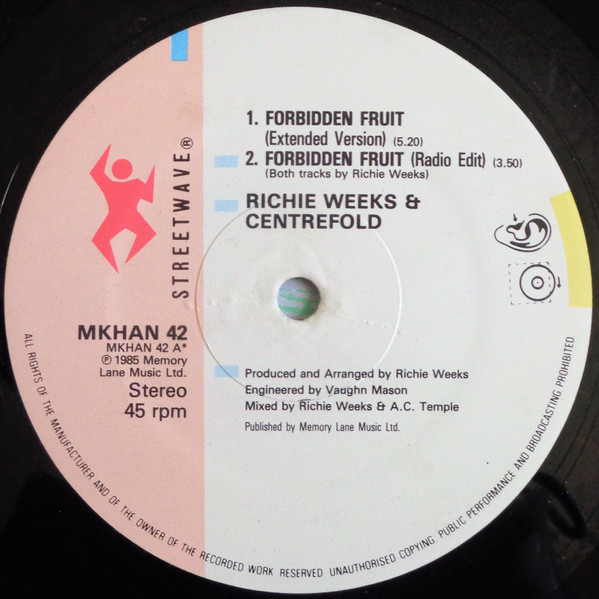 1. FORBIDDEN FRUIT
(Extended Version) (5.20)
2. FORBIDDEN FRUIT (Radio Edit) (3.50)
(Both tracks by Richie Weeks)
RICHIE WEEKS &
CENTREFOLD
STREETWAVE®
MKHAN 42
MKHAN 42 A*
℗ 1985 Memory
Lane Music Ltd.
Stereo
45 rpm
Produced and Arranged by Richie Weeks
Engineered by Vaughn Mason
Mixed by Richie Weeks & A.C. Temple
Published by Memory Lane Music Ltd.
ALL RIGHTS OF THE MANUFACTURER AND OF THE OWNER OF THE RECORDED WORK RESERVED. UNAUTHORISED COPYING, PUBLIC PERFORMANCE AND BROADCASTING PROHIBITED